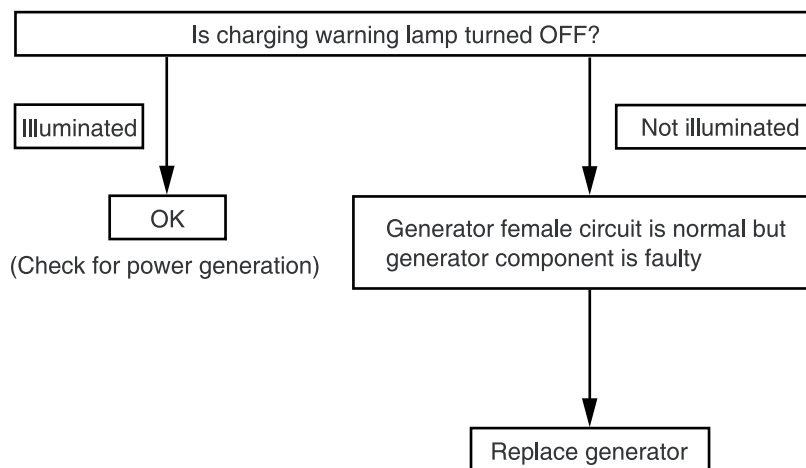 Is charging warning lamp turned OFF?
Illuminated
Not illuminated
OK
(Check for power generation)
Generator female circuit is normal but
generator component is faulty
Replace generator